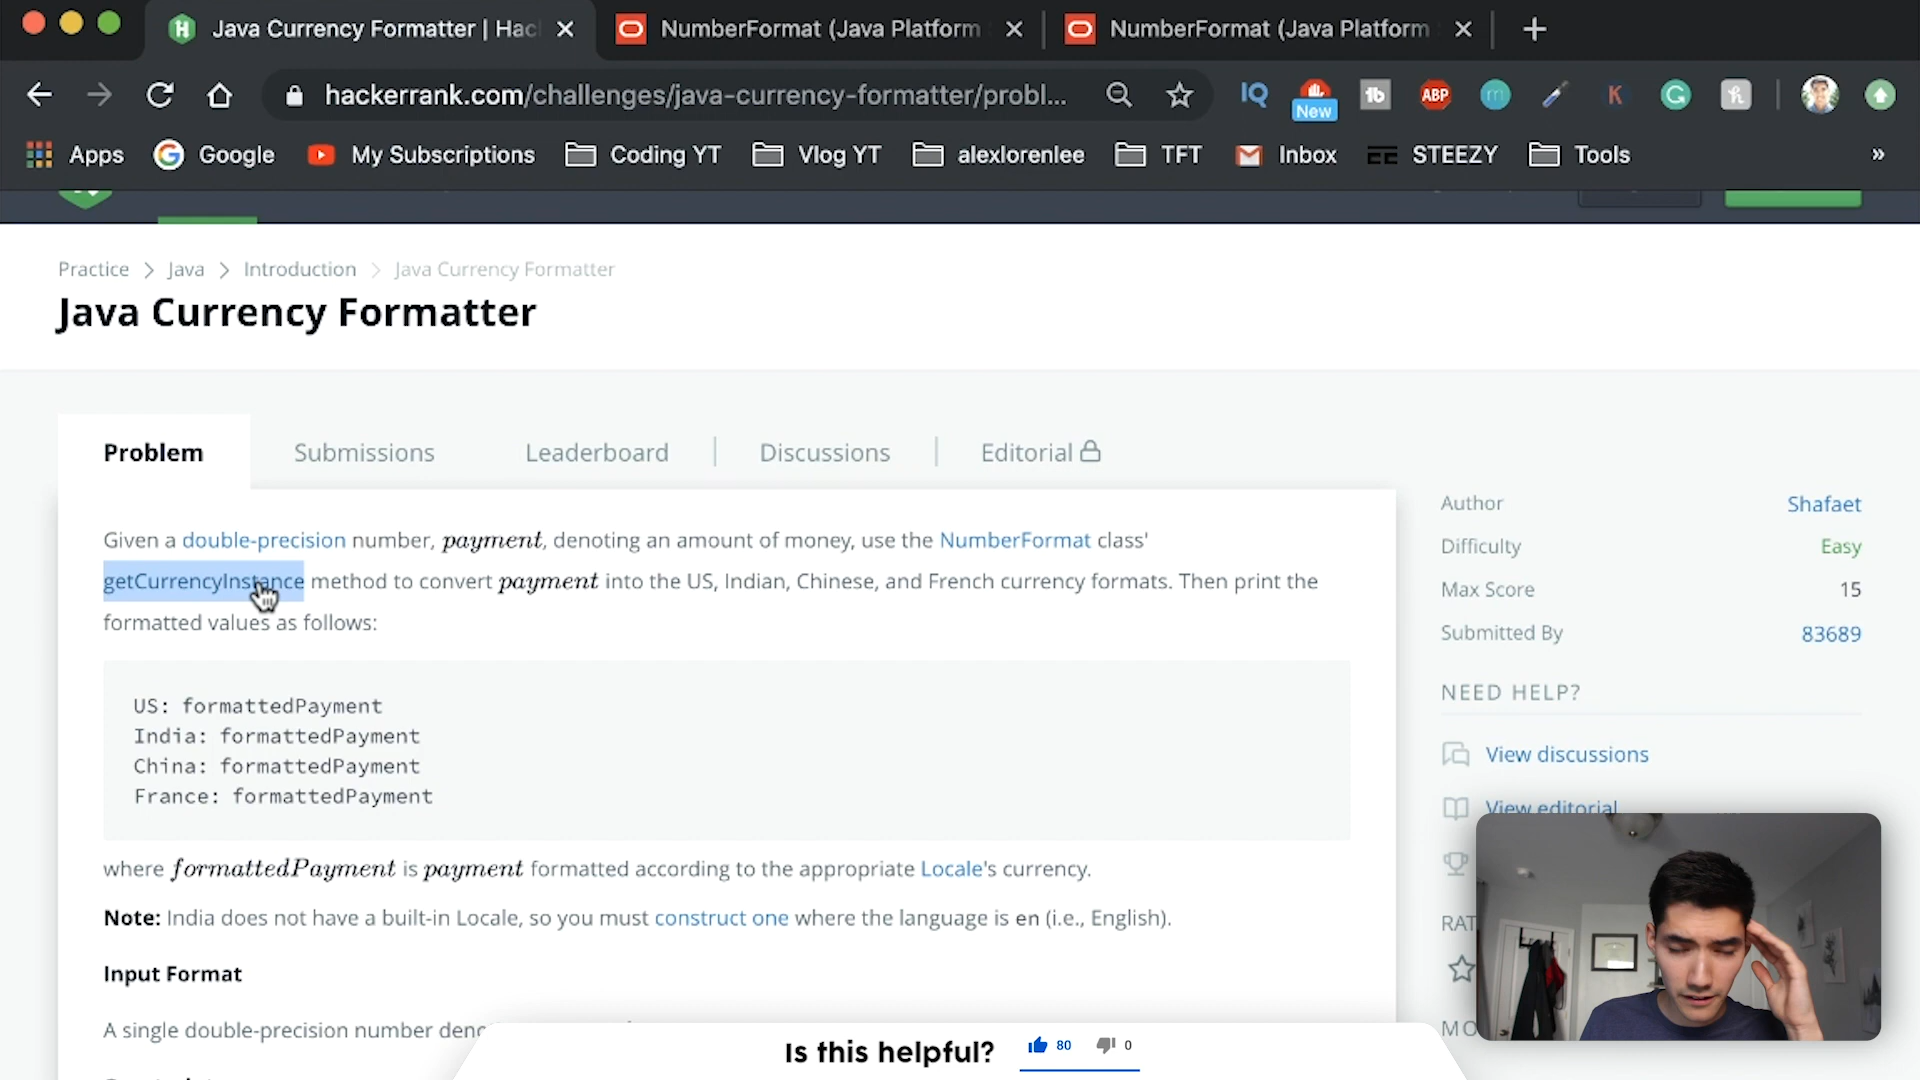 Java Currency Formatter | Hac
NumberFormat (Java Platform
NumberFormat (Java Platform
hackerrank.com/challenges/java-currency-formatter/probl...
IQ
New
tb
ABP
m
K
G
h
Apps
Google
My Subscriptions
Coding YT
Vlog YT
alexlorenlee
TFT
Inbox
STEEZY
Tools
»
Practice > Java > Introduction > Java Currency Formatter
Java Currency Formatter
Problem
Submissions
Leaderboard
Discussions
Editorial
Given a double-precision number, payment, denoting an amount of money, use the NumberFormat class'
getCurrencyInstance method to convert payment into the US, Indian, Chinese, and French currency formats. Then print the
formatted values as follows:
US: formattedPayment
India: formattedPayment
China: formattedPayment
France: formattedPayment
where formattedPayment is payment formatted according to the appropriate Locale's currency.
Note: India does not have a built-in Locale, so you must construct one where the language is en (i.e., English).
Input Format
A single double-precision number deno
Author Shafaet
Difficulty Easy
Max Score 15
Submitted By 83689
NEED HELP?
View discussions
View editorial
RAT
MO
Is this helpful? 80 0